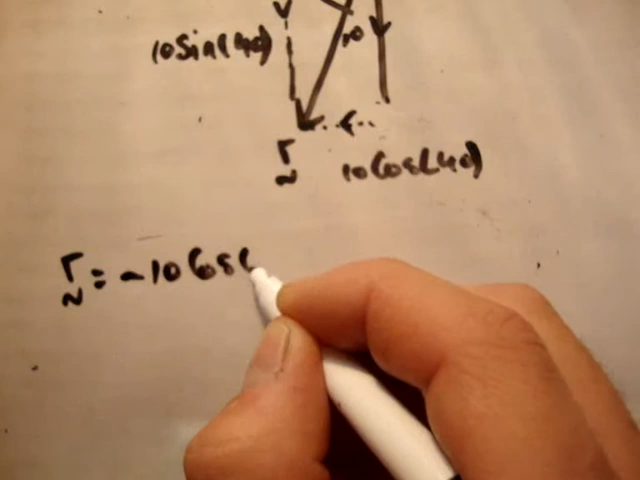 10Sin(40)
10
r
~
10Cos(40)
r
~ = -10Cos(